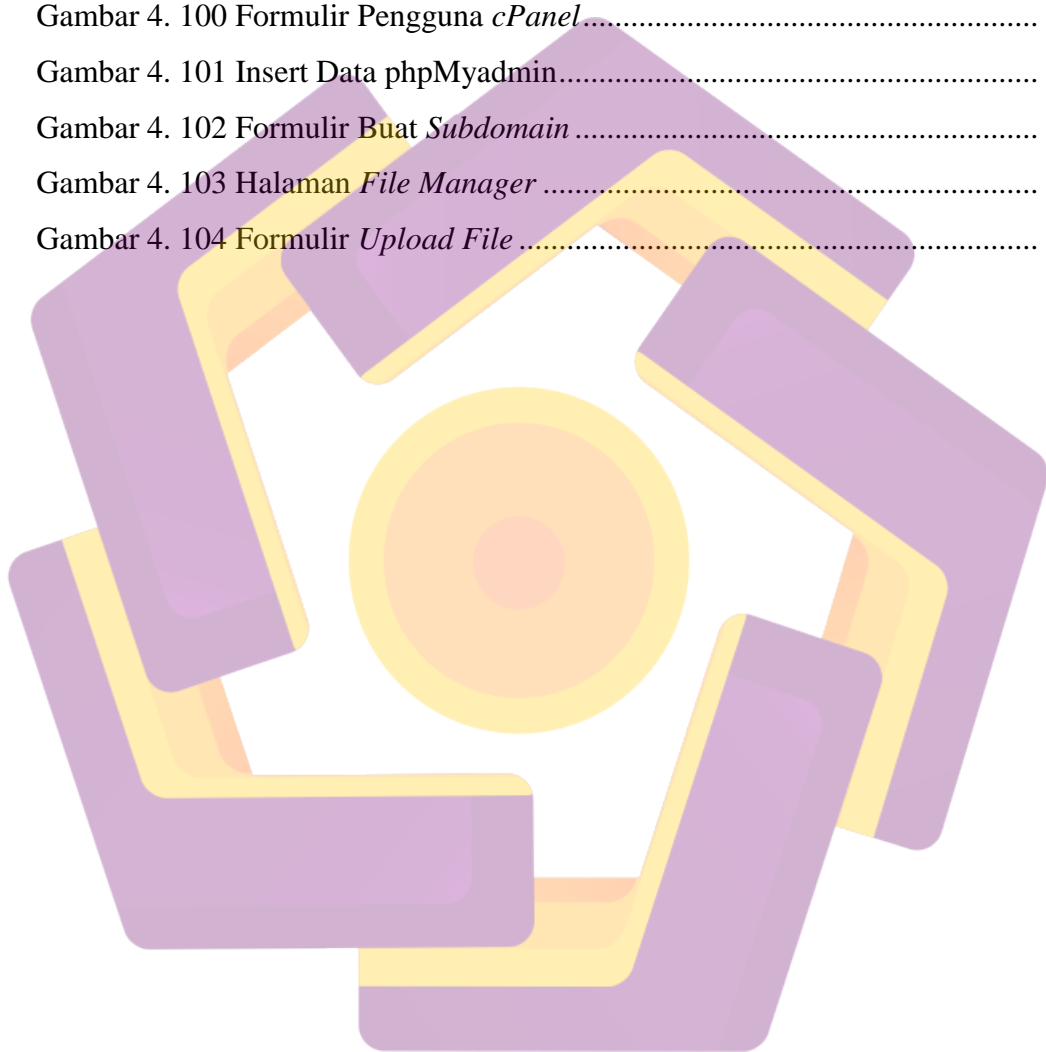 Gambar 4. 100 Formulir Pengguna cPanel........................................................
Gambar 4. 101 Insert Data phpMyadmin...........................................................
Gambar 4. 102 Formulir Buat Subdomain .........................................................
Gambar 4. 103 Halaman File Manager .............................................................
Gambar 4. 104 Formulir Upload File ................................................................